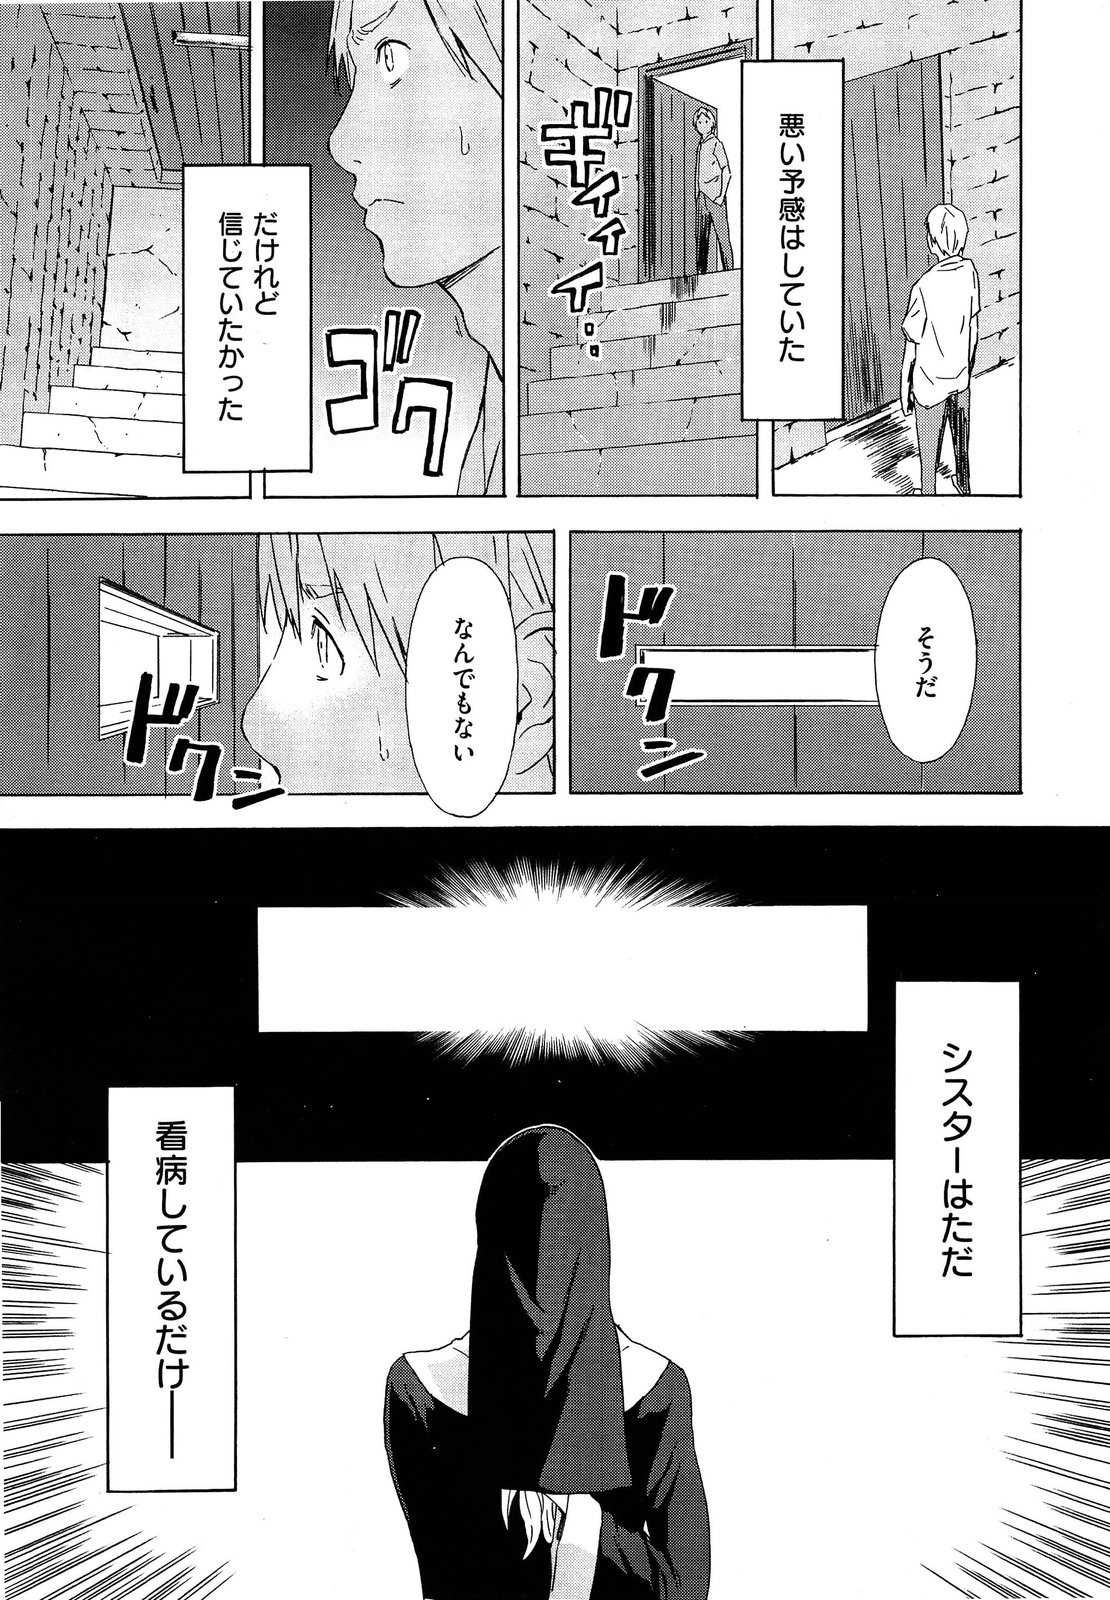 悪い予感はしていた
ギィィィ…
ゴク
だけれど
信じていたかった
そうだ
ドクン
なんでもない
ドクン
シスターはただ
看病しているだけ――